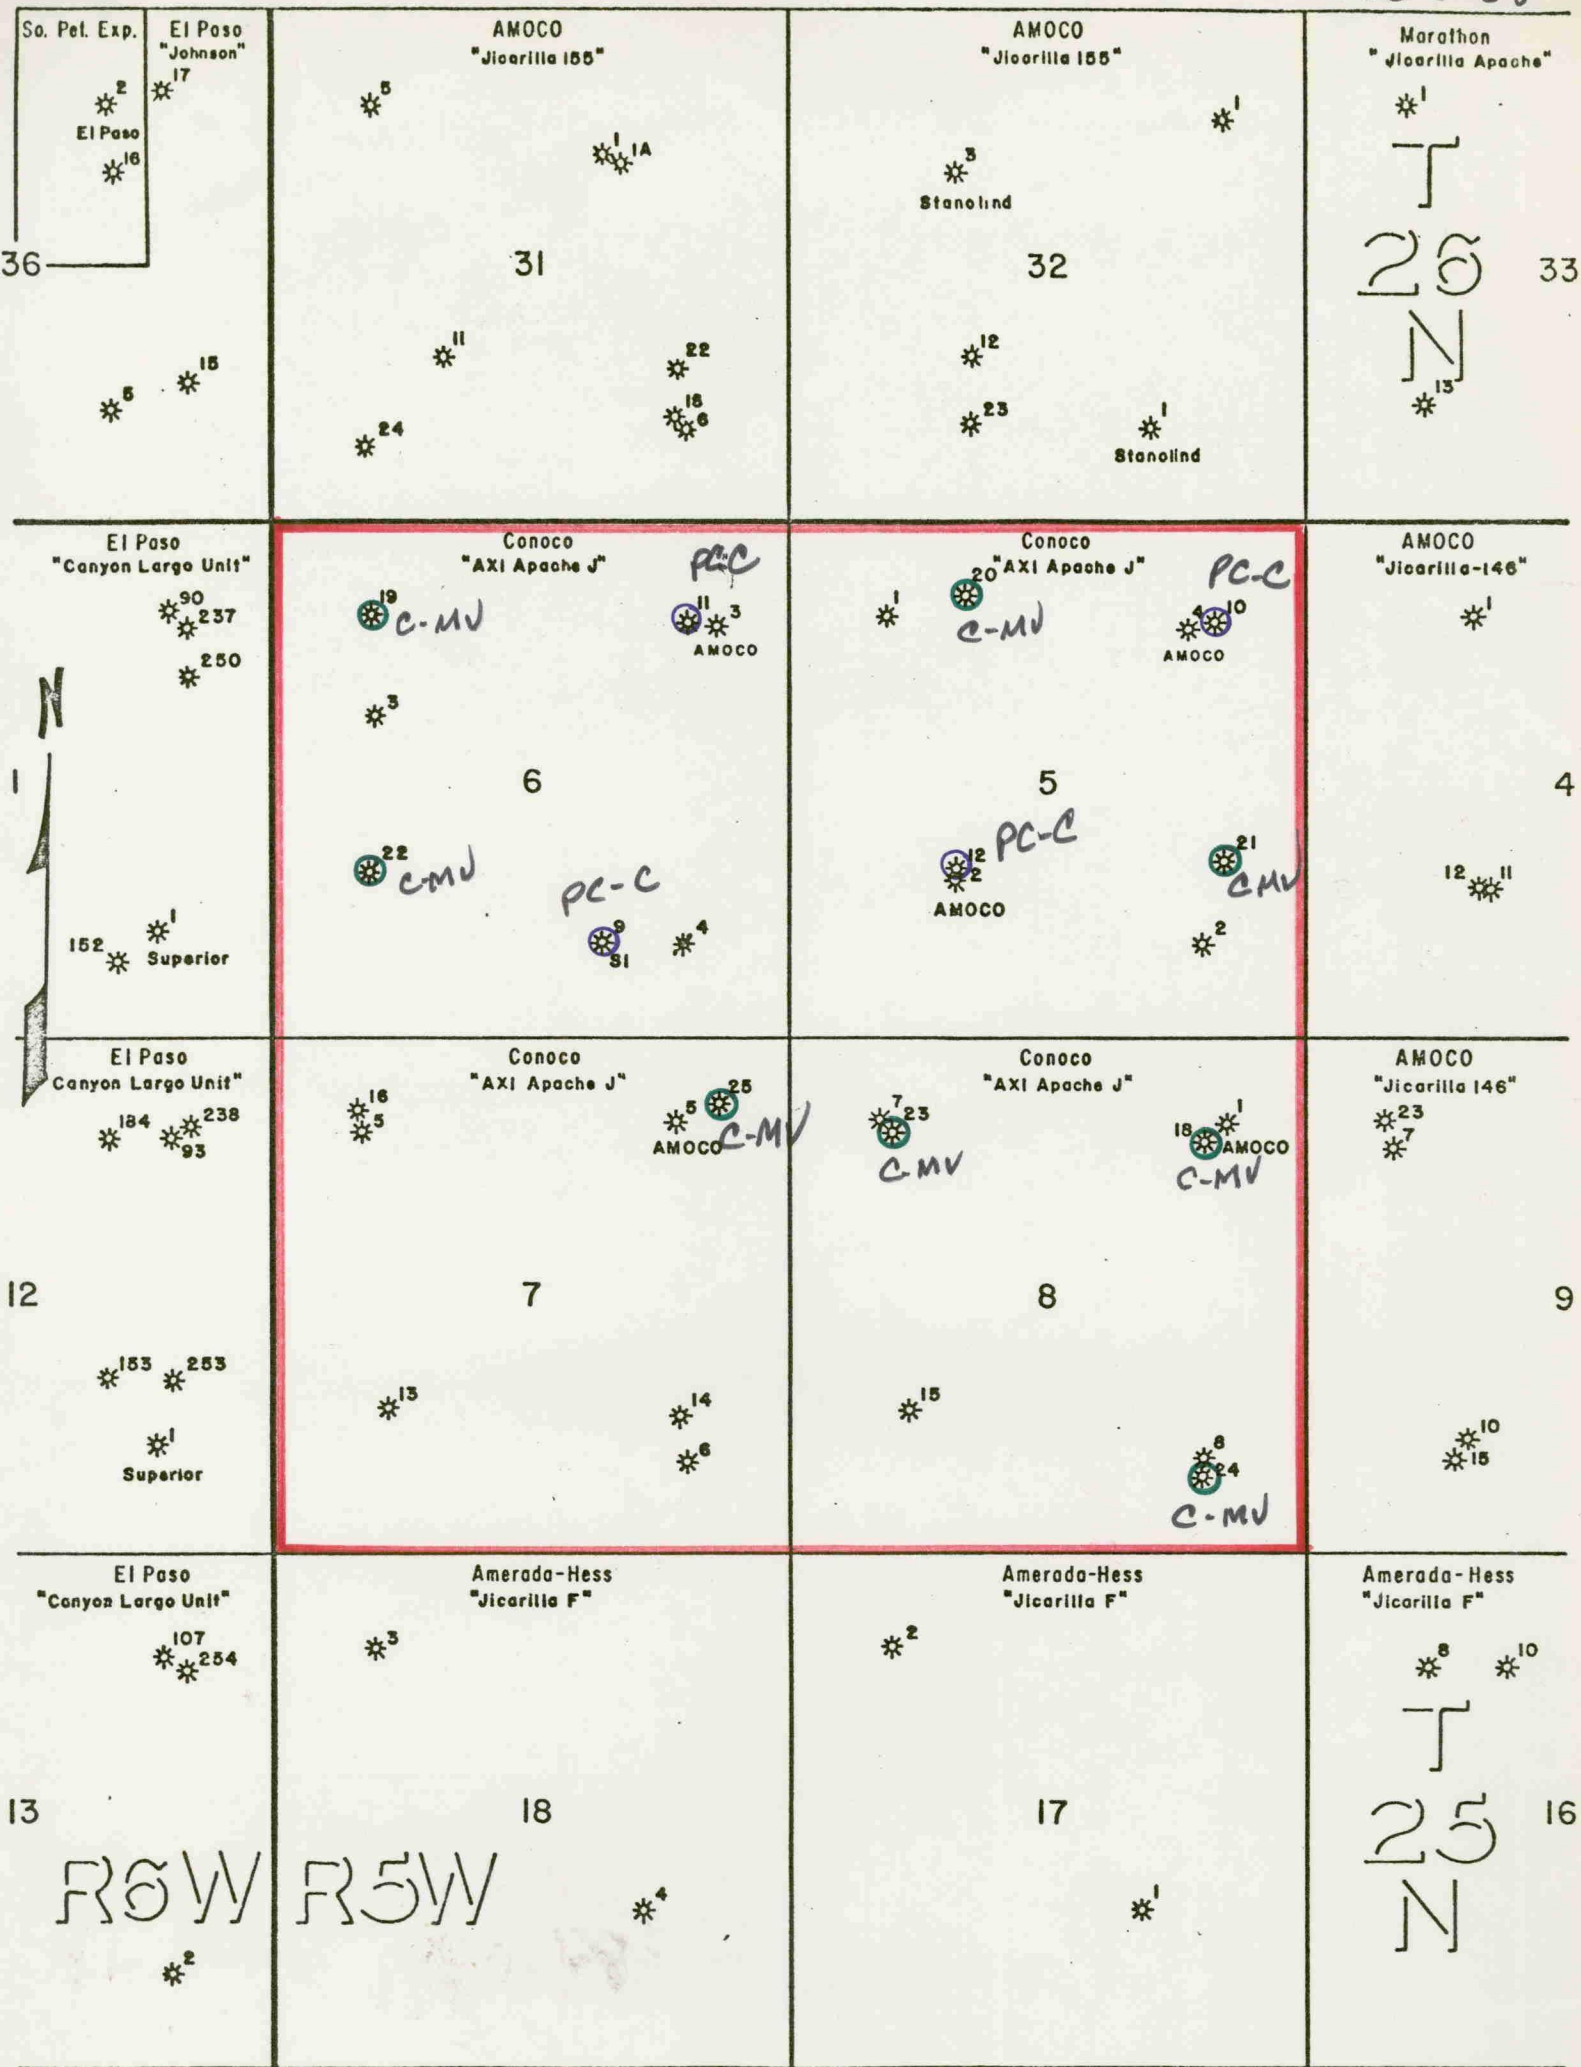 So. Pet. Exp.
El Paso
"Johnson"
AMOCO
"Jicarilla 155"
AMOCO
"Jicarilla 155"
Marathon
"Jicarilla Apache"
2
El Paso
16
17
5
1
1A
3
Stanolind
1
1
T
26
N
36
31
32
33
5
15
11
24
22
18
6
12
23
1
Stanolind
13
El Paso
"Canyon Largo Unit"
Conoco
"AXI Apache J"
Conoco
"AXI Apache J"
AMOCO
"Jicarilla-146"
90
237
250
19
C-MV
PC-C
11
3
AMOCO
1
20
C-MV
PC-C
4
10
AMOCO
1
N
3
1
6
5
4
22
C-MV
PC-C
9
SI
4
12
PC-C
2
AMOCO
21
C-MV
2
12
11
1
152
Superior
El Paso
Canyon Largo Unit"
Conoco
"AXI Apache J"
Conoco
"AXI Apache J"
AMOCO
"Jicarilla 146"
184
238
93
16
5
5
AMOCO
25
C-MV
7
23
C-MV
1
18
AMOCO
C-MV
23
7
12
7
8
9
153
253
1
Superior
13
14
6
15
8
24
C-MV
10
15
El Paso
"Canyon Largo Unit"
Amerada-Hess
"Jicarilla F"
Amerada-Hess
"Jicarilla F"
Amerada-Hess
"Jicarilla F"
107
254
3
2
8
10
T
25
N
13
18
17
16
R6W
R5W
4
1
2